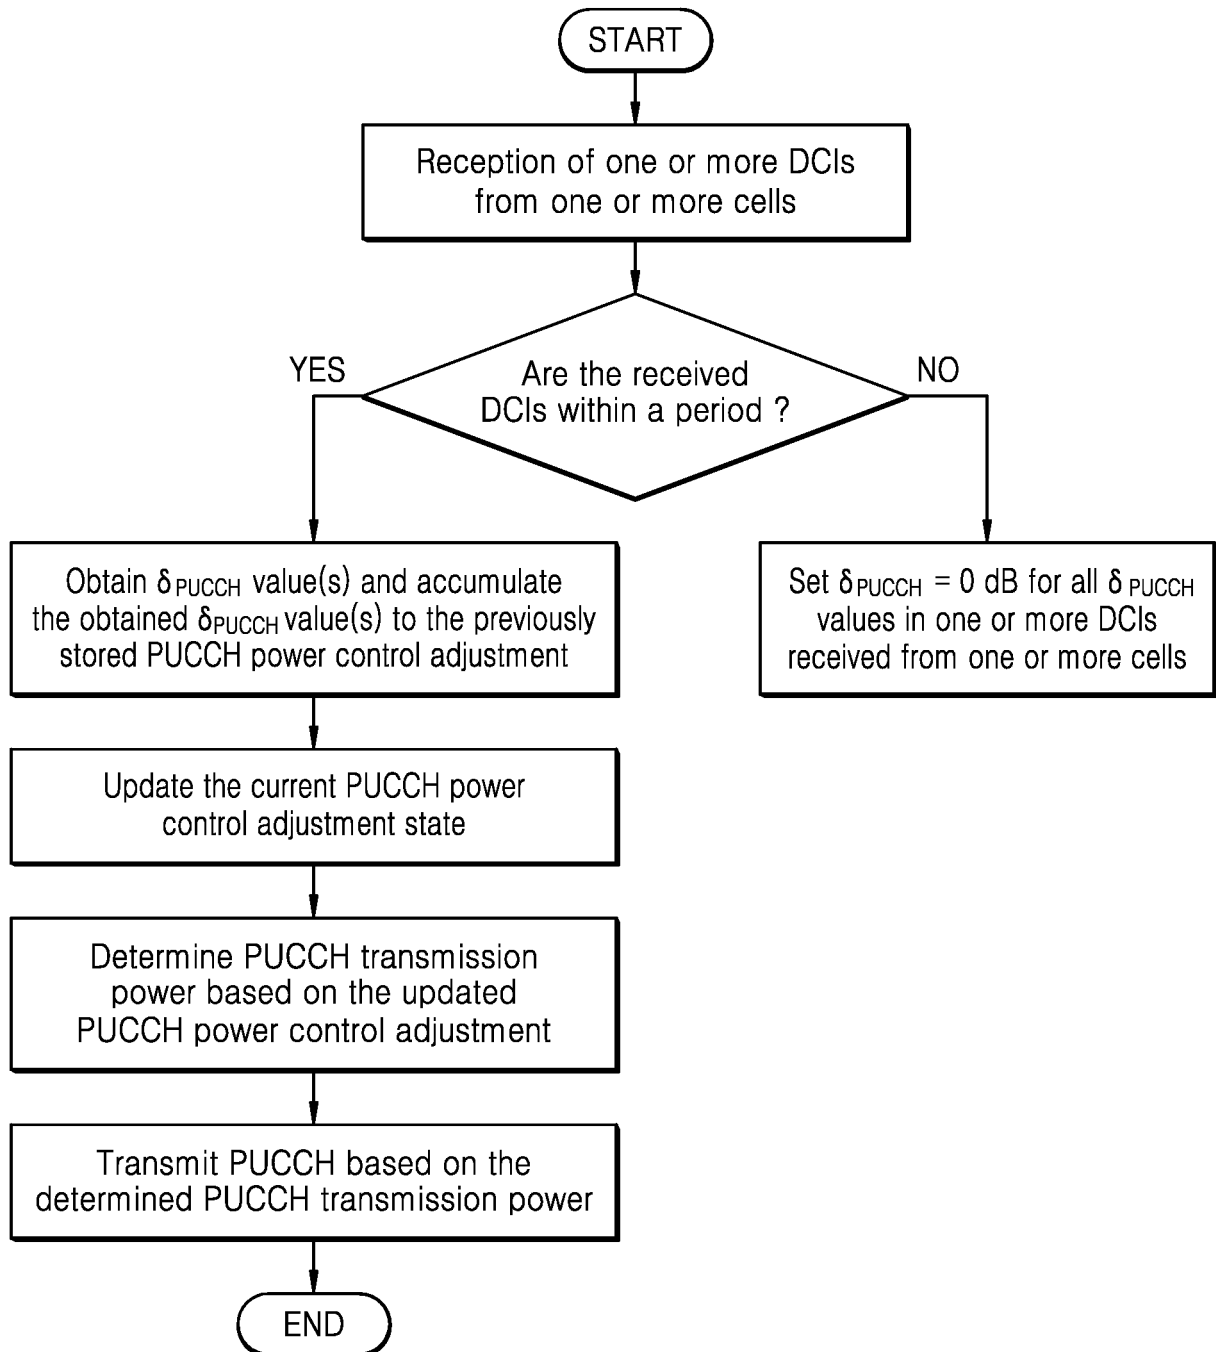 START
Reception of one or more DCIs
from one or more cells
YES
Are the received
DCIs within a period ?
NO
Obtain δPUCCH value(s) and accumulate
the obtained δPUCCH value(s) to the previously
stored PUCCH power control adjustment
Set δPUCCH = 0 dB for all δPUCCH
values in one or more DCIs
received from one or more cells
Update the current PUCCH power
control adjustment state
Determine PUCCH transmission
power based on the updated
PUCCH power control adjustment
Transmit PUCCH based on the
determined PUCCH transmission power
END